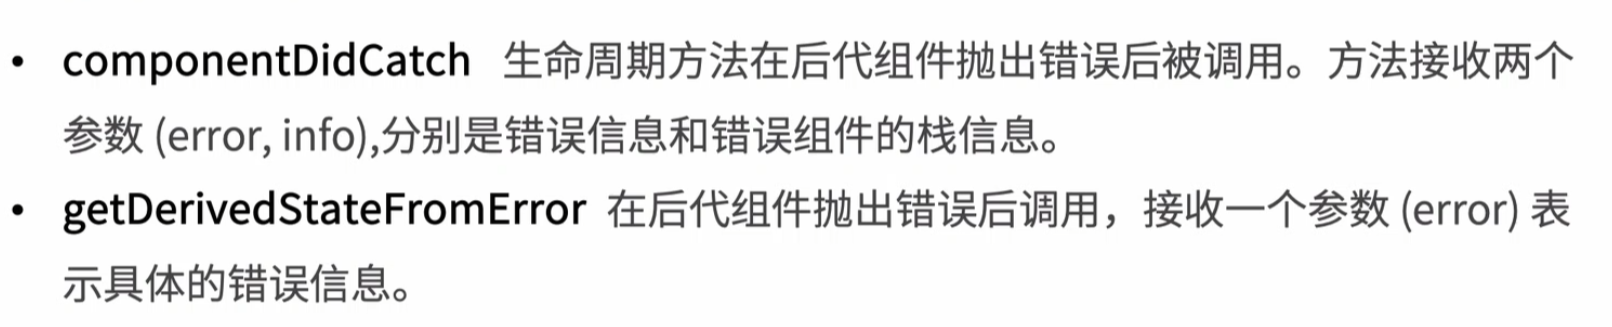 • componentDidCatch 生命周期方法在后代组件抛出错误后被调用。方法接收两个
参数 (error, info),分别是错误信息和错误组件的栈信息。
• getDerivedStateFromError 在后代组件抛出错误后调用，接收一个参数 (error) 表
示具体的错误信息。